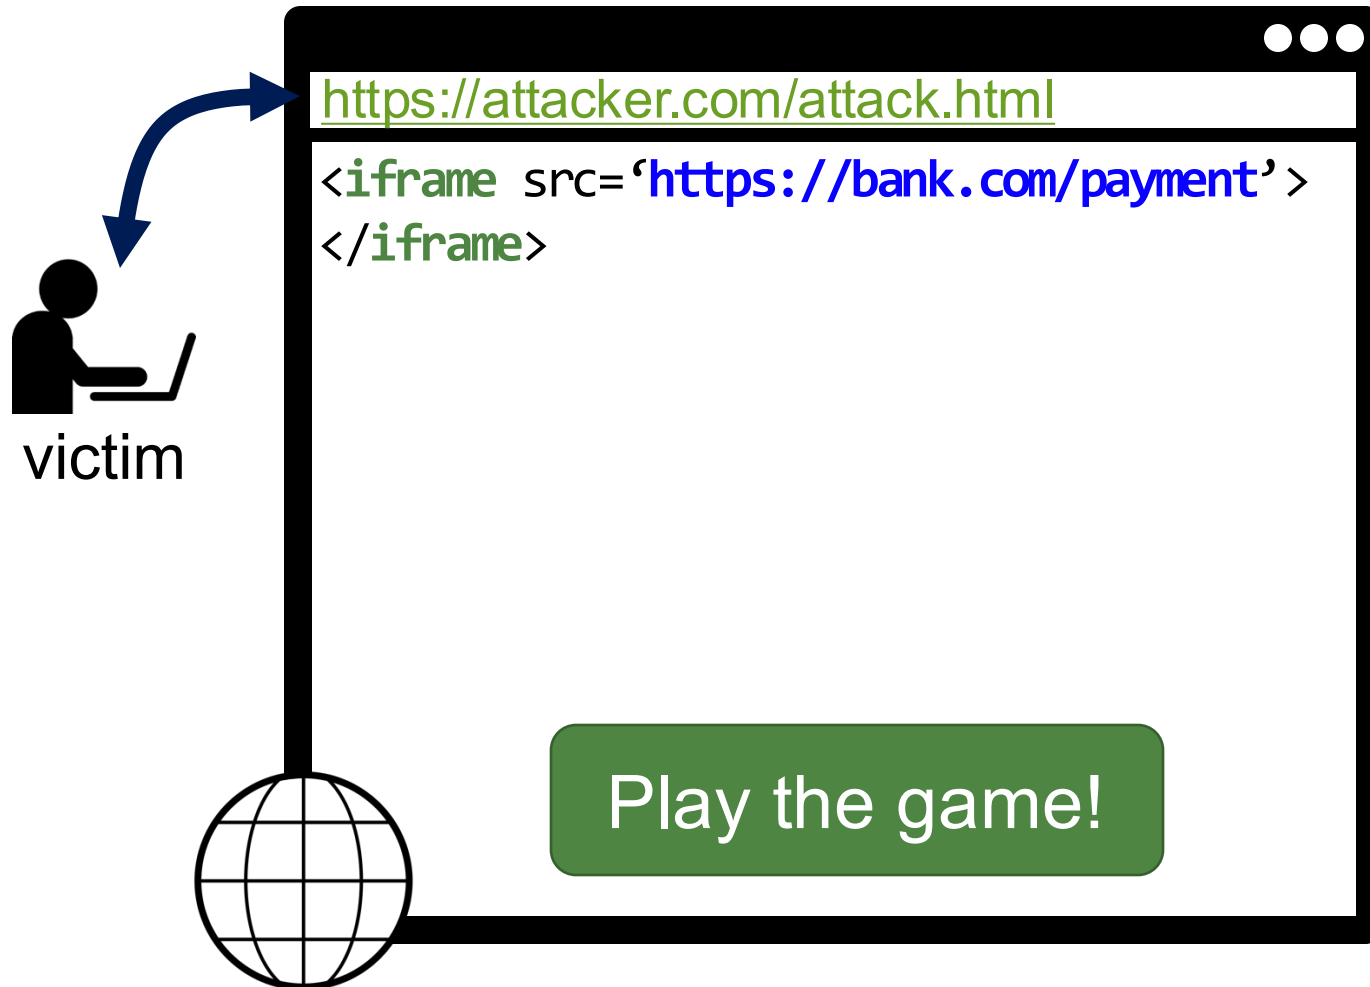 https://attacker.com/attack.html
<iframe src=‘https://bank.com/payment’>
</iframe>
victim
Play the game!